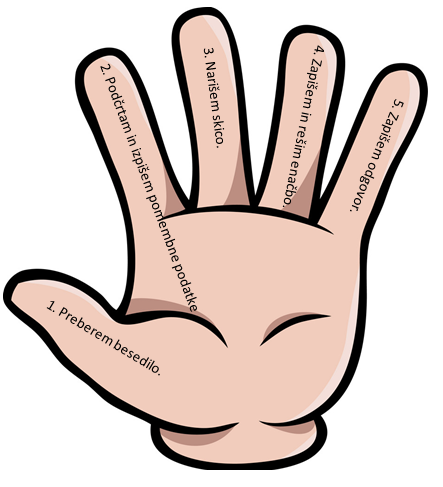 1. Preberem besedilo.
2. Podčrtam in izpišem pomembne podatke
3. Narišem skico.
4. Zapišem in rešim enačbo.
5. Zapišem odgovor.